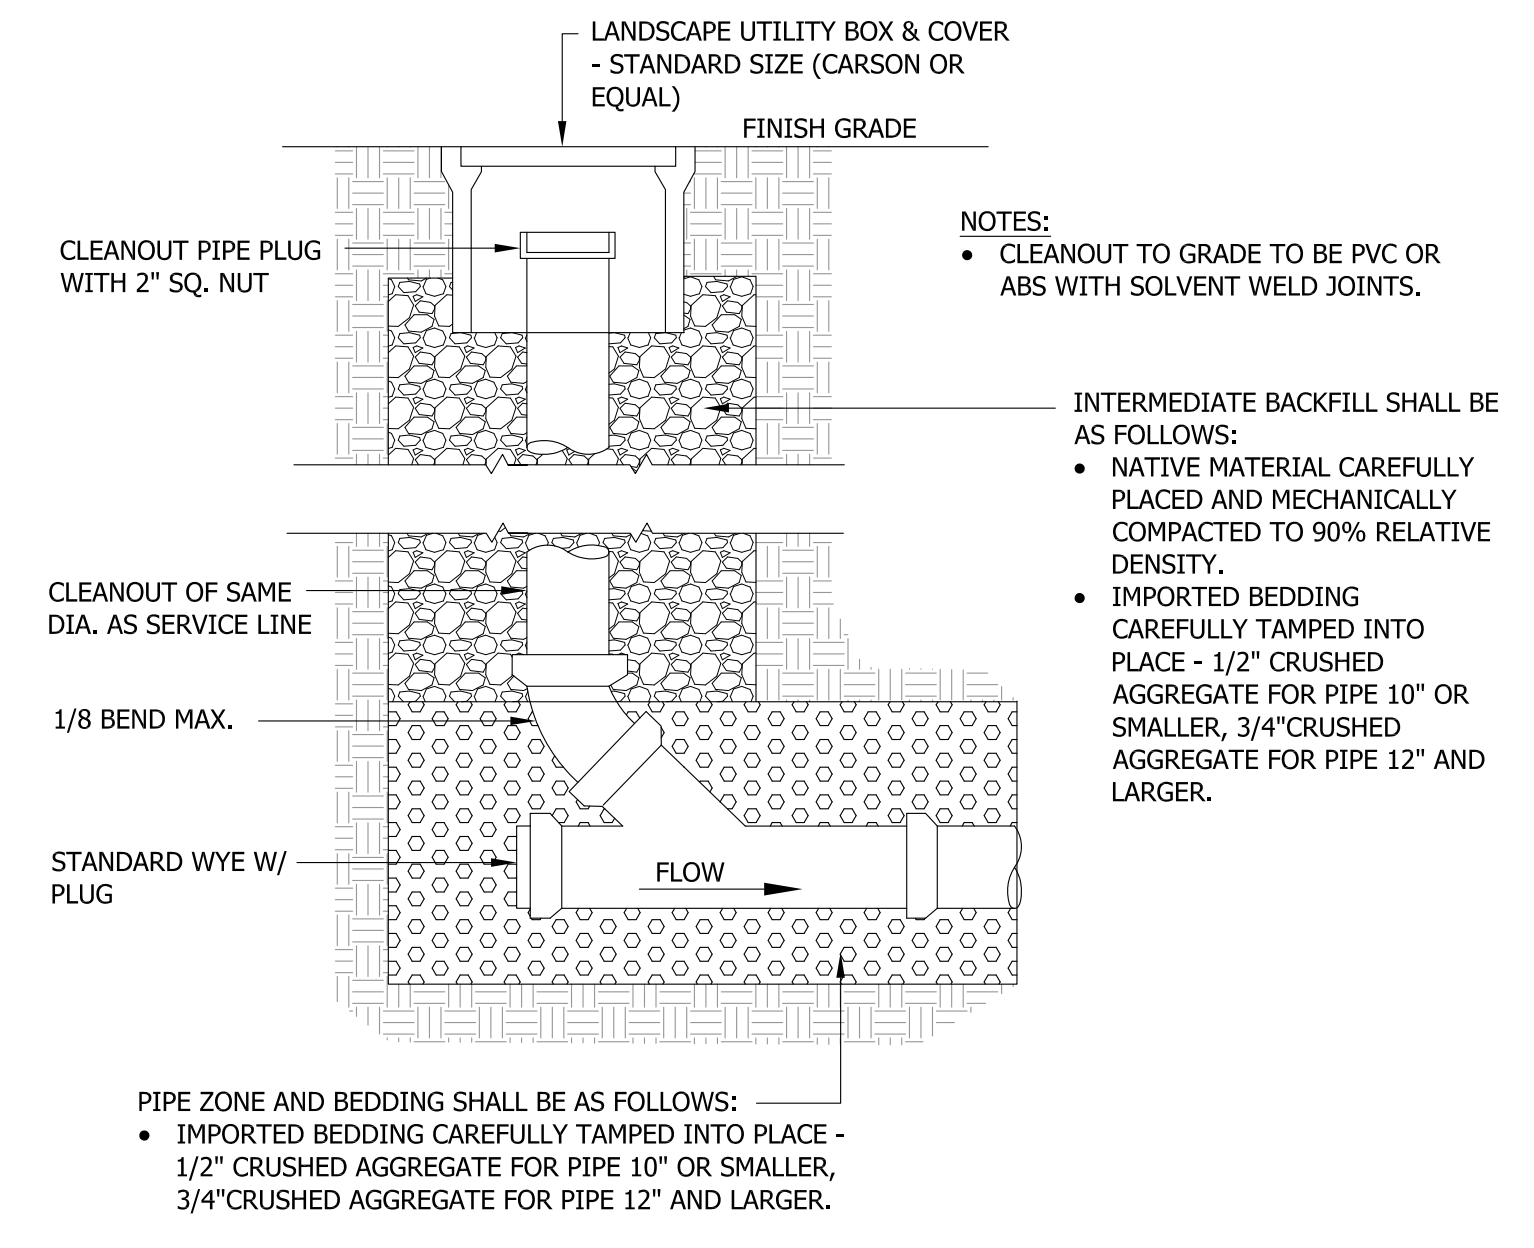 LANDSCAPE UTILITY BOX & COVER
- STANDARD SIZE (CARSON OR
EQUAL)
FINISH GRADE
CLEANOUT PIPE PLUG
WITH 2" SQ. NUT
NOTES:
• CLEANOUT TO GRADE TO BE PVC OR
ABS WITH SOLVENT WELD JOINTS.
INTERMEDIATE BACKFILL SHALL BE
AS FOLLOWS:
• NATIVE MATERIAL CAREFULLY
PLACED AND MECHANICALLY
COMPACTED TO 90% RELATIVE
DENSITY.
• IMPORTED BEDDING
CAREFULLY TAMPED INTO
PLACE - 1/2" CRUSHED
AGGREGATE FOR PIPE 10" OR
SMALLER, 3/4"CRUSHED
AGGREGATE FOR PIPE 12" AND
LARGER.
CLEANOUT OF SAME
DIA. AS SERVICE LINE
1/8 BEND MAX.
STANDARD WYE W/
PLUG
FLOW
PIPE ZONE AND BEDDING SHALL BE AS FOLLOWS:
• IMPORTED BEDDING CAREFULLY TAMPED INTO PLACE -
1/2" CRUSHED AGGREGATE FOR PIPE 10" OR SMALLER,
3/4"CRUSHED AGGREGATE FOR PIPE 12" AND LARGER.